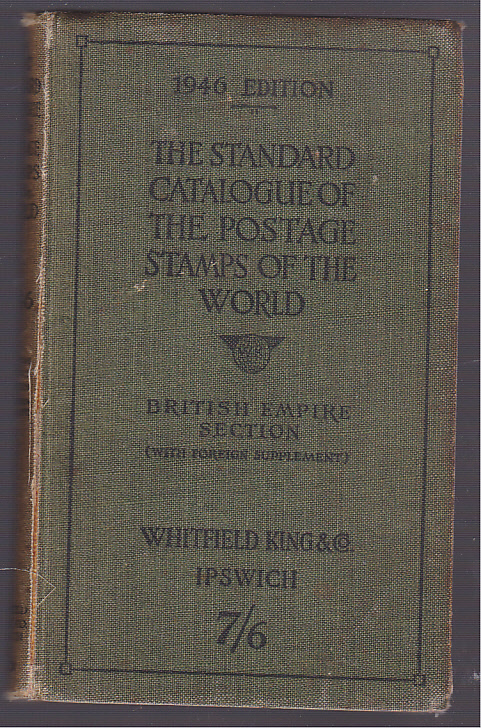 1946 EDITION
THE STANDARD
CATALOGUE OF
THE POSTAGE
STAMPS OF THE
WORLD
BRITISH EMPIRE
SECTION
(WITH FOREIGN SUPPLEMENT)
WHITFIELD KING & CO.
IPSWICH
7/6